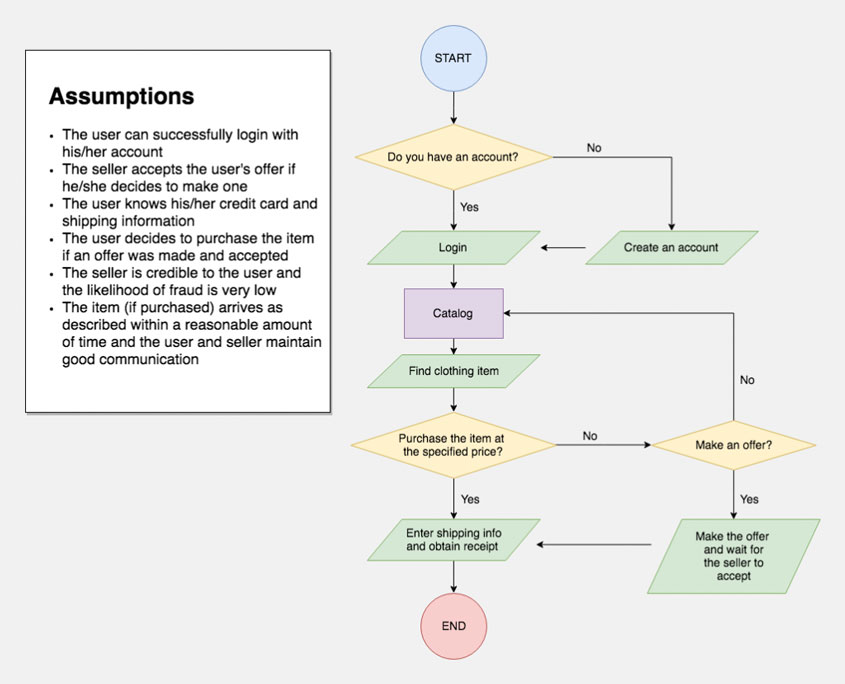 START
Assumptions
• The user can successfully login with
his/her account
• The seller accepts the user's offer if
he/she decides to make one
• The user knows his/her credit card and
shipping information
• The user decides to purchase the item
if an offer was made and accepted
• The seller is credible to the user and
the likelihood of fraud is very low
• The item (if purchased) arrives as
described within a reasonable amount
of time and the user and seller maintain
good communication
Do you have an account?
No
Yes
Login
Create an account
Catalog
Find clothing item
No
Purchase the item at
the specified price?
No
Make an offer?
Yes
Yes
Enter shipping info
and obtain receipt
Make the offer
and wait for
the seller to
accept
END